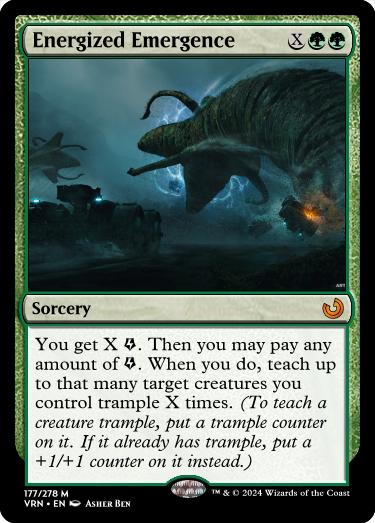 Energized Emergence X
Sorcery
You get X. Then you may pay any
amount of. When you do, teach up
to that many target creatures you
control trample X times. (To teach a
creature trample, put a trample counter
on it. If it already has trample, put a
+1/+1 counter on it instead.)
177/278 M
VRN • EN Asher Ben
™ & © 2024 Wizards of the Coast